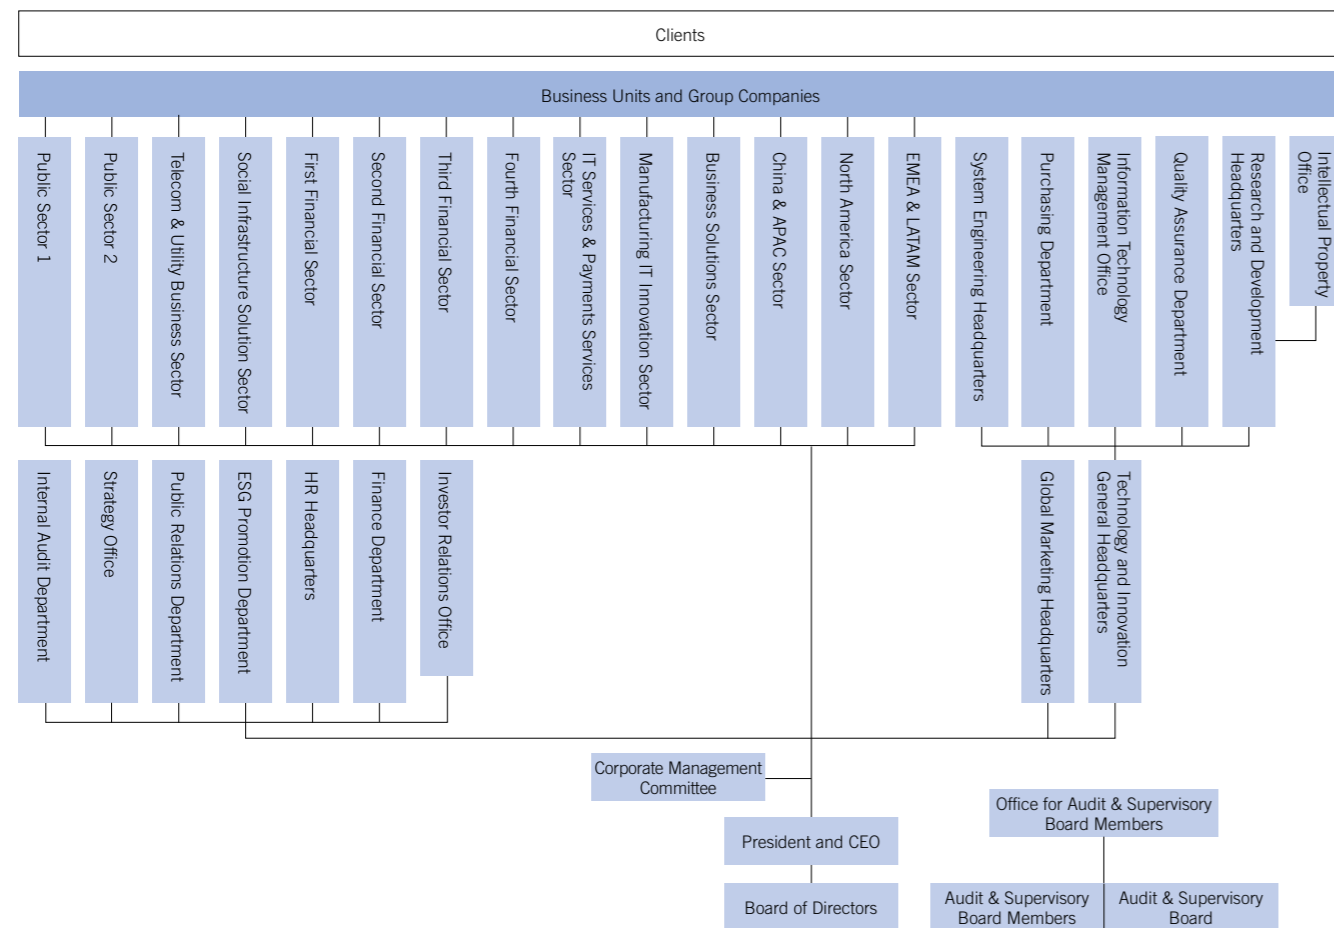 Clients
Business Units and Group Companies
Public Sector 1
Public Sector 2
Telecom & Utility Business Sector
Social Infrastructure Solution Sector
First Financial Sector
Second Financial Sector
Third Financial Sector
Fourth Financial Sector
IT Services & Payments Services
Sector
Manufacturing IT Innovation Sector
Business Solutions Sector
China & APAC Sector
North America Sector
EMEA & LATAM Sector
System Engineering Headquarters
Purchasing Department
Information Technology
Management Office
Quality Assurance Department
Research and Development
Headquarters
Intellectual Property
Office
Internal Audit Department
Strategy Office
Public Relations Department
ESG Promotion Department
HR Headquarters
Finance Department
Investor Relations Office
Global Marketing Headquarters
Technology and Innovation
General Headquarters
Corporate Management
Committee
President and CEO
Board of Directors
Office for Audit & Supervisory
Board Members
Audit & Supervisory
Board Members
Audit & Supervisory
Board